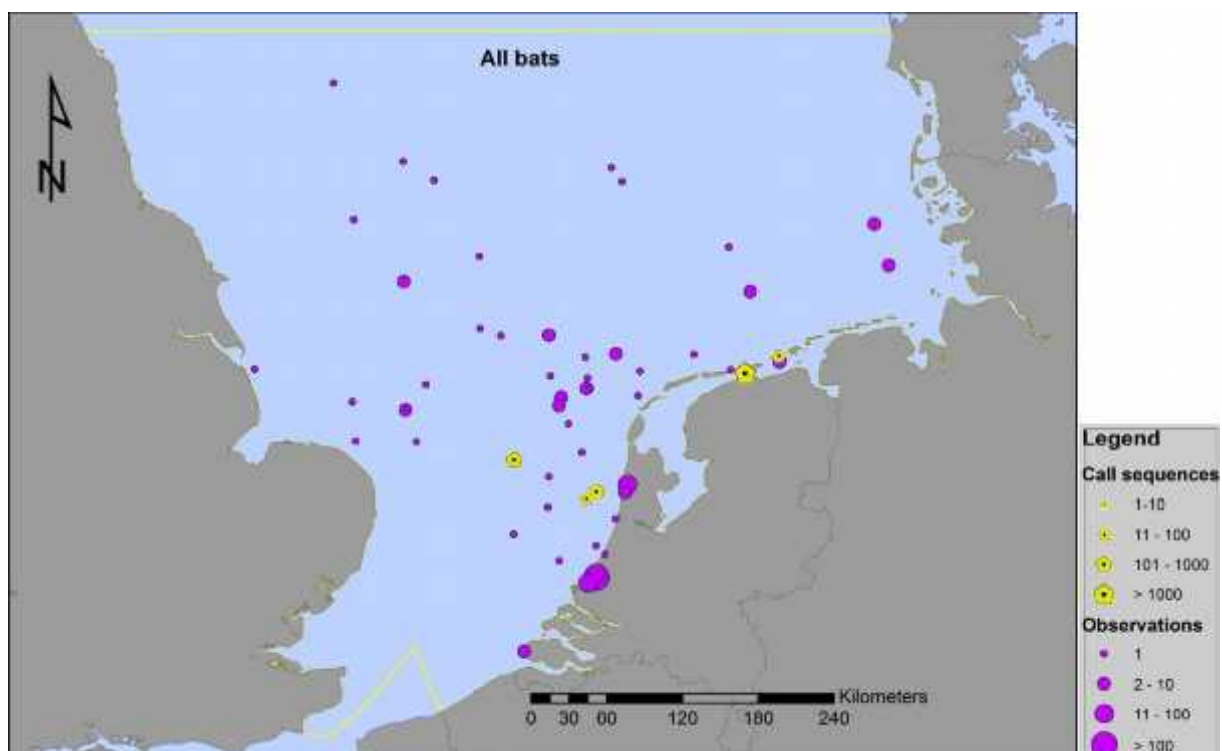 All bats
N
Kilometers
0 30 60 120 180 240
Legend
Call sequences
1-10
11 - 100
101 - 1000
> 1000
Observations
1
2 - 10
11 - 100
> 100